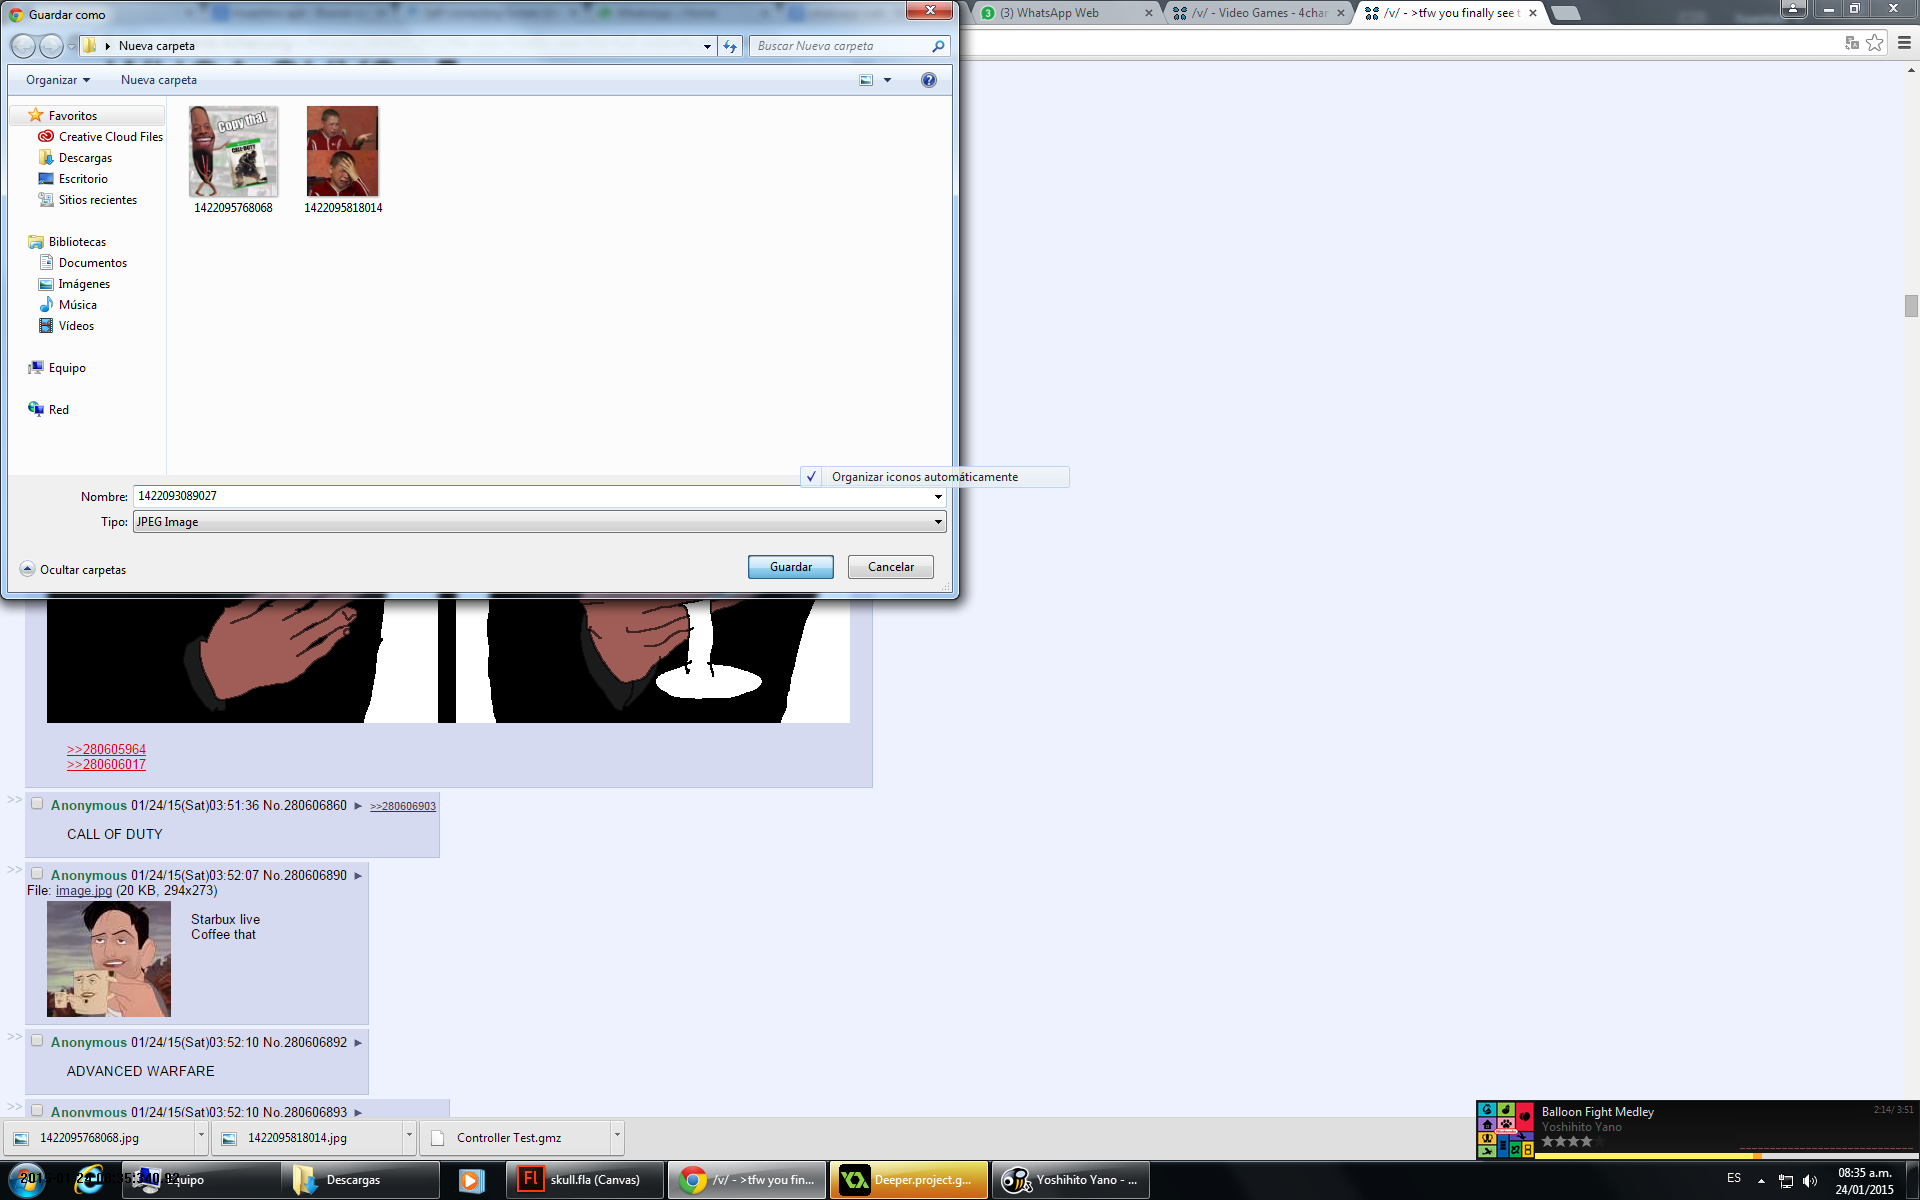 Guardar como
(3) WhatsApp Web
/v/ - Video Games - 4chan
/v/ - >tfw you finally see t
Nueva carpeta
Buscar Nueva carpeta
Organizar
Nueva carpeta
Favoritos
Creative Cloud Files
Descargas
Escritorio
Sitios recientes
Bibliotecas
Documentos
Imágenes
Música
Vídeos
Equipo
Red
Copy that
CALL OF DUTY
1422095768068
1422095818014
Organizar iconos automáticamente
Nombre: 1422093089027
Tipo: JPEG Image
Ocultar carpetas
Guardar
Cancelar
>>280605964
>>280606017
>> Anonymous 01/24/15(Sat)03:51:36 No.280606860 ▶ >>280606903
CALL OF DUTY
>> Anonymous 01/24/15(Sat)03:52:07 No.280606890 ▶
File: image.jpg (20 KB, 294x273)
Starbux live
Coffee that
>> Anonymous 01/24/15(Sat)03:52:10 No.280606892 ▶
ADVANCED WARFARE
>> Anonymous 01/24/15(Sat)03:52:10 No.280606893 ▶
1422095768068.jpg
1422095818014.jpg
Controller Test.gmz
Balloon Fight Medley
2:14/ 3:51
Yoshihito Yano
Equipo
Descargas
skull.fla (Canvas)
/v/ - >tfw you fin...
Deeper.project.g...
Yoshihito Yano - ...
ES
08:35 a.m.
24/01/2015